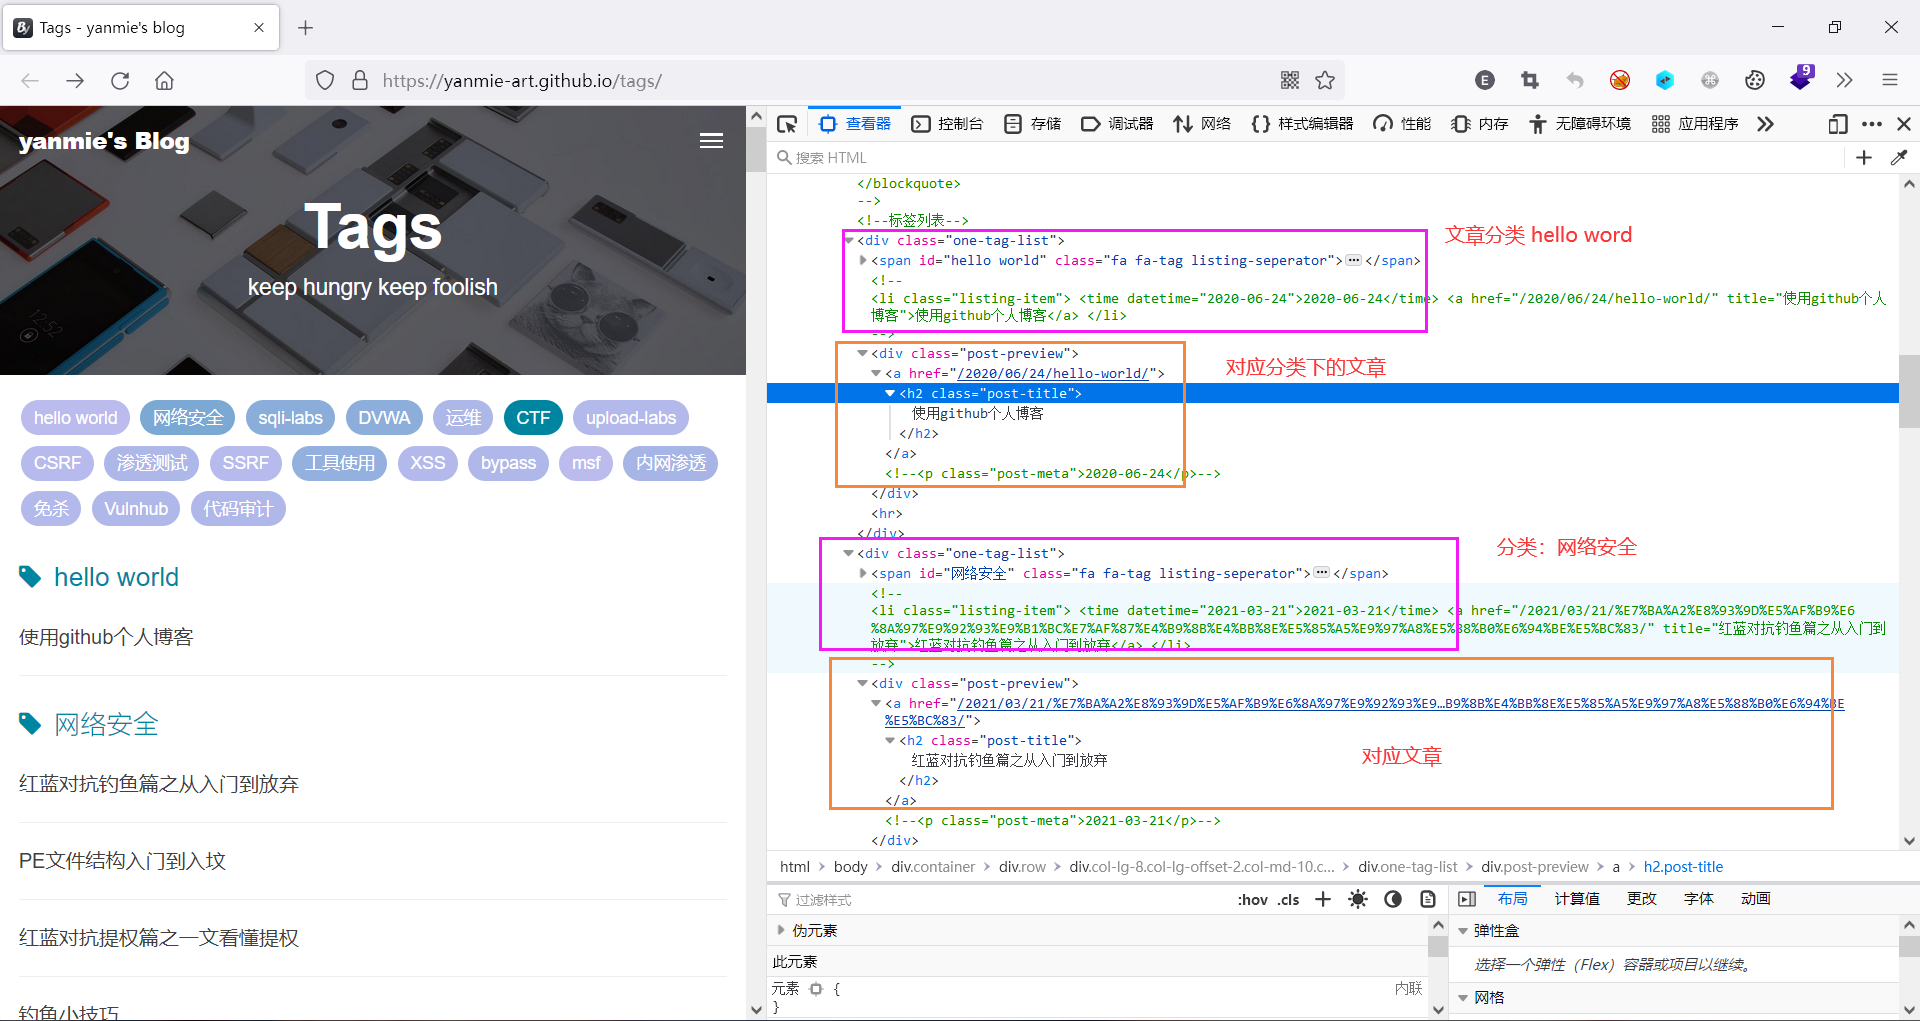 Tags - yanmie's blog
https://yanmie-art.github.io/tags/
E
9
yanmie's Blog
Tags
keep hungry keep foolish
12:52
hello world 网络安全 sqli-labs DVWA 运维 CTF upload-labs
CSRF 渗透测试 SSRF 工具使用 XSS bypass msf 内网渗透
免杀 Vulnhub 代码审计
hello world
使用github个人博客
网络安全
红蓝对抗钓鱼篇之从入门到放弃
PE文件结构入门到入坟
红蓝对抗提权篇之一文看懂提权
钓鱼小技巧
查看器 控制台 存储 调试器 网络 样式编辑器 性能 内存 无障碍环境 应用程序
搜索 HTML
</blockquote>
-->
<!--标签列表-->
<div class="one-tag-list">
文章分类 hello word
<span id="hello world" class="fa fa-tag listing-seperator"> </span>
<!--
<li class="listing-item"> <time datetime="2020-06-24">2020-06-24</time> <a href="/2020/06/24/hello-world/" title="使用github个人
博客">使用github个人博客</a> </li>
-->
<div class="post-preview">
<a href="/2020/06/24/hello-world/">
对应分类下的文章
<h2 class="post-title">
使用github个人博客
</h2>
</a>
<!--<p class="post-meta">2020-06-24</p>-->
</div>
<hr>
</div>
<div class="one-tag-list">
分类：网络安全
<span id="网络安全" class="fa fa-tag listing-seperator"> </span>
<!--
<li class="listing-item"> <time datetime="2021-03-21">2021-03-21</time> <a href="/2021/03/21/%E7%BA%A2%E8%93%9D%E5%AF%B9%E6
%8A%97%E9%92%93%E9%B1%BC%E7%AF%87%E4%B9%8B%E4%BB%8E%E5%85%A5%E9%97%A8%E5%88%B0%E6%94%BE%E5%BC%83/" title="红蓝对抗钓鱼篇之从入门到
放弃">红蓝对抗钓鱼篇之从入门到放弃</a> </li>
-->
<div class="post-preview">
<a href="/2021/03/21/%E7%BA%A2%E8%93%9D%E5%AF%B9%E6%8A%97%E9%92%93%E9…B9%8B%E4%BB%8E%E5%85%A5%E9%97%A8%E5%88%B0%E6%94%BE
%E5%BC%83/">
<h2 class="post-title">
红蓝对抗钓鱼篇之从入门到放弃
对应文章
</h2>
</a>
<!--<p class="post-meta">2021-03-21</p>-->
</div>
html body div.container div.row div.col-lg-8.col-lg-offset-2.col-md-10.c… div.one-tag-list div.post-preview a h2.post-title
过滤样式 :hov .cls
伪元素
此元素
元素 {
内联
}
布局 计算值 更改 字体 动画
弹性盒
选择一个弹性（Flex）容器或项目以继续。
网格